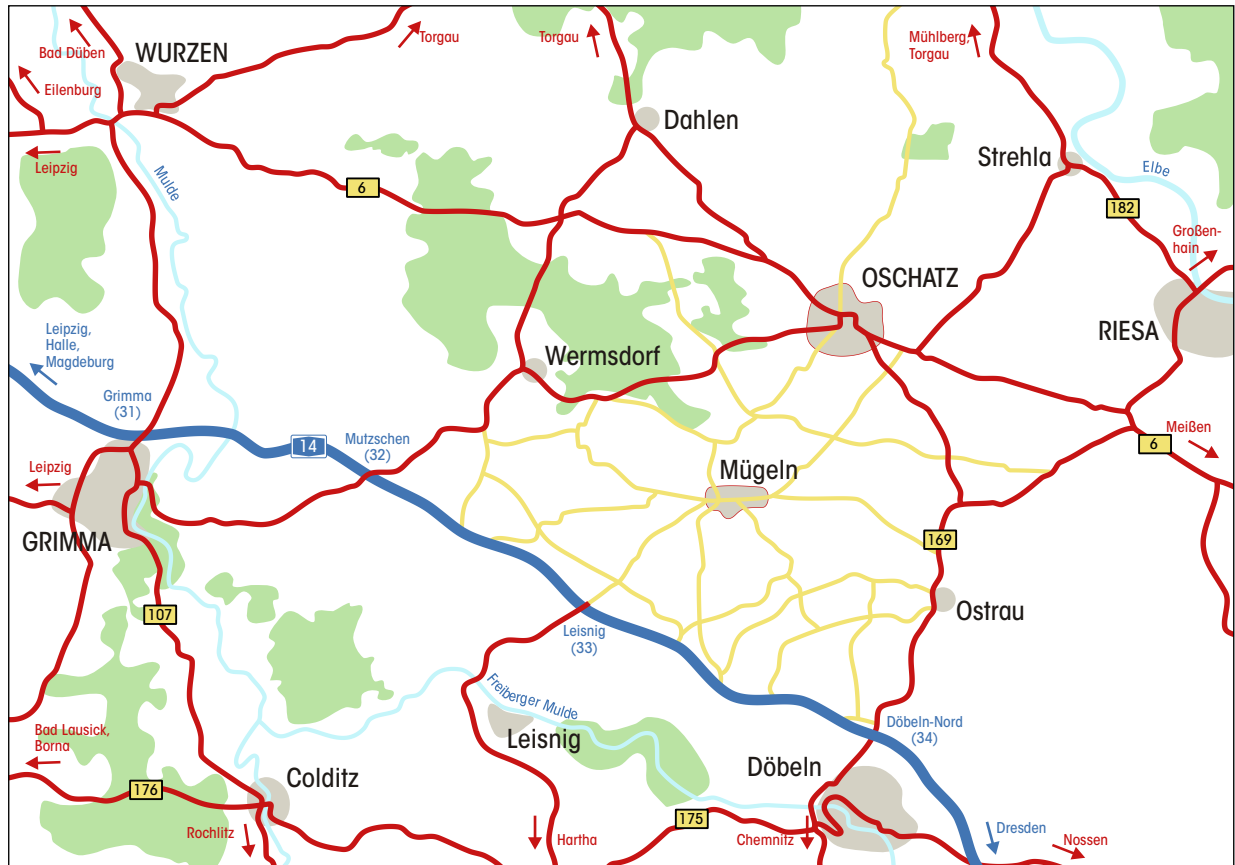 Bad Düben
WURZEN
Torgau
Torgau
Mühlberg,
Torgau
Eilenburg
Dahlen
Strehla
Leipzig
Mulde
6
Elbe
182
Großen-
hain
OSCHATZ
RIESA
Leipzig,
Halle,
Magdeburg
Wermsdorf
Grimma
(31)
14
Mutzschen
(32)
Meißen
6
Leipzig
Mügeln
GRIMMA
169
107
Ostrau
Leisnig
(33)
Freiberger Mulde
Bad Lausick,
Borna
Leisnig
Döbeln-Nord
(34)
Colditz
Döbeln
176
175
Rochlitz
Hartha
Chemnitz
Dresden
Nossen